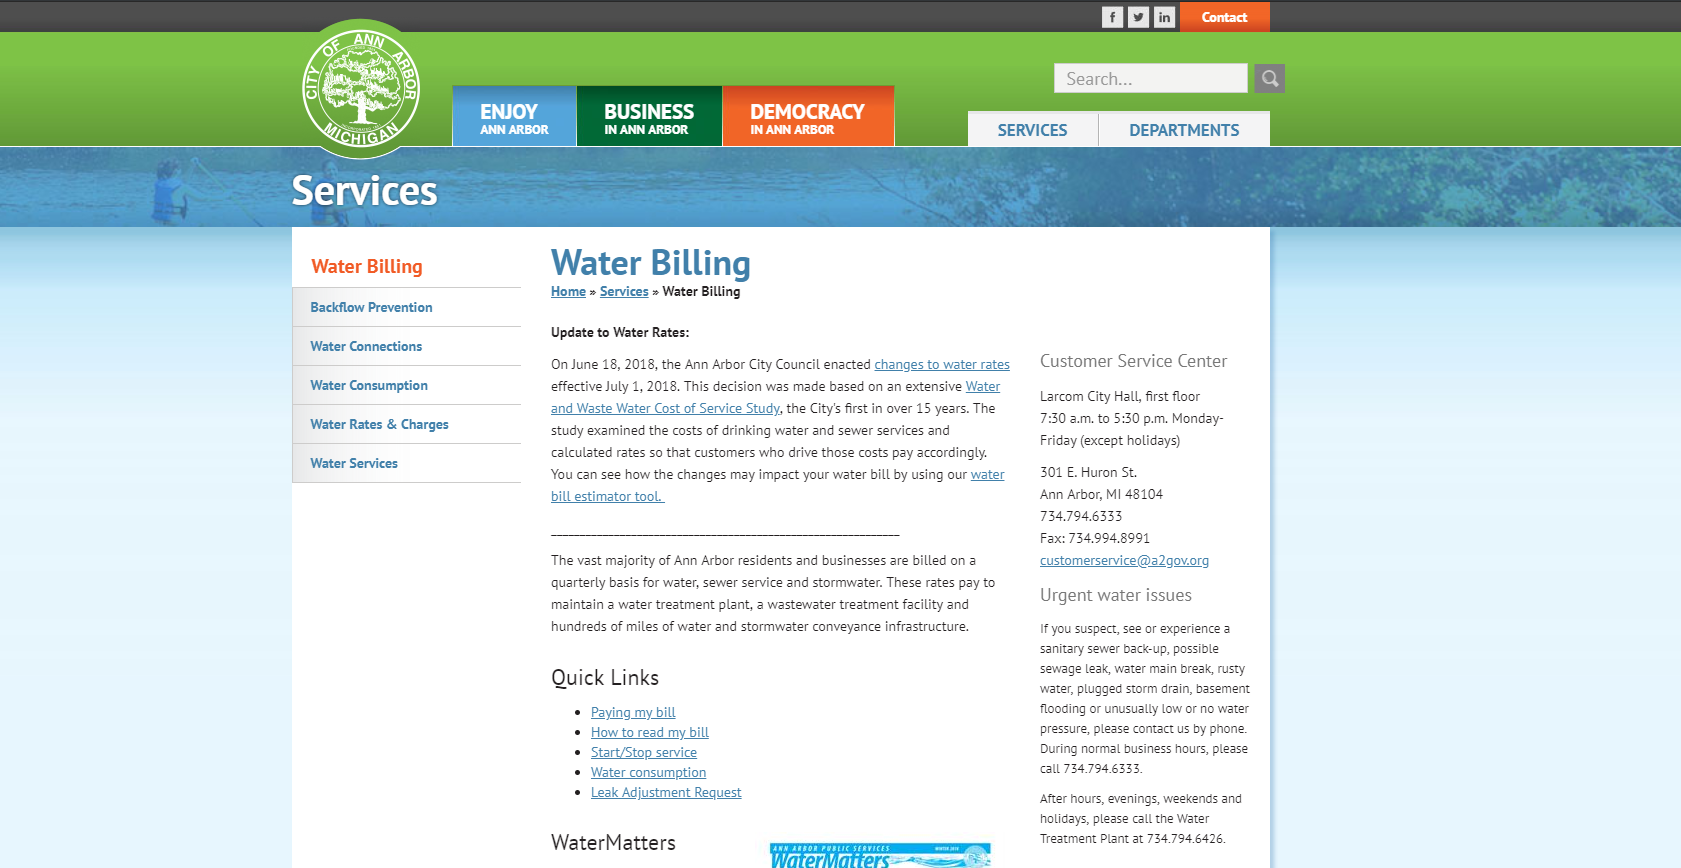 Contact
CITY OF ANN ARBOR
MICHIGAN
Search...
ENJOY
ANN ARBOR
BUSINESS
IN ANN ARBOR
DEMOCRACY
IN ANN ARBOR
SERVICES
DEPARTMENTS
Services
Water Billing
Backflow Prevention
Water Connections
Water Consumption
Water Rates & Charges
Water Services
Water Billing
Home » Services » Water Billing
Update to Water Rates:
On June 18, 2018, the Ann Arbor City Council enacted changes to water rates
effective July 1, 2018. This decision was made based on an extensive Water
and Waste Water Cost of Service Study, the City's first in over 15 years. The
study examined the costs of drinking water and sewer services and
calculated rates so that customers who drive those costs pay accordingly.
You can see how the changes may impact your water bill by using our water
bill estimator tool.
The vast majority of Ann Arbor residents and businesses are billed on a
quarterly basis for water, sewer service and stormwater. These rates pay to
maintain a water treatment plant, a wastewater treatment facility and
hundreds of miles of water and stormwater conveyance infrastructure.
Quick Links
Paying my bill
How to read my bill
Start/Stop service
Water consumption
Leak Adjustment Request
WaterMatters
ANN ARBOR PUBLIC SERVICES
WINTER 2018
WaterMatters
Customer Service Center
Larcom City Hall, first floor
7:30 a.m. to 5:30 p.m. Monday-
Friday (except holidays)
301 E. Huron St.
Ann Arbor, MI 48104
734.794.6333
Fax: 734.994.8991
customerservice@a2gov.org
Urgent water issues
If you suspect, see or experience a
sanitary sewer back-up, possible
sewage leak, water main break, rusty
water, plugged storm drain, basement
flooding or unusually low or no water
pressure, please contact us by phone.
During normal business hours, please
call 734.794.6333.
After hours, evenings, weekends and
holidays, please call the Water
Treatment Plant at 734.794.6426.